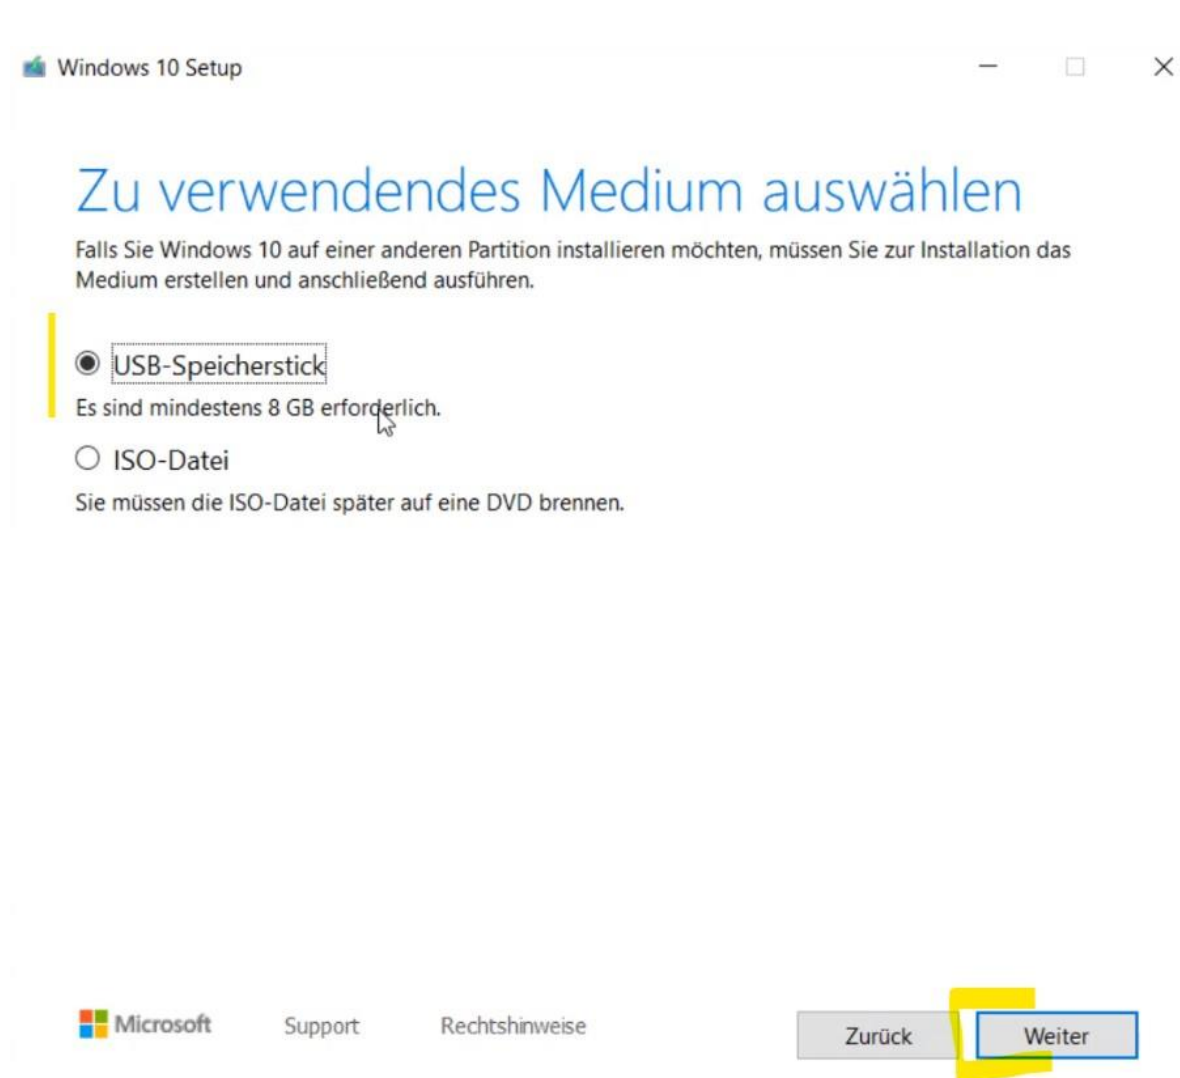 Windows 10 Setup
Zu verwendendes Medium auswählen
Falls Sie Windows 10 auf einer anderen Partition installieren möchten, müssen Sie zur Installation das
Medium erstellen und anschließend ausführen.
USB-Speicherstick
Es sind mindestens 8 GB erforderlich.
ISO-Datei
Sie müssen die ISO-Datei später auf eine DVD brennen.
Microsoft Support Rechtshinweise Zurück Weiter